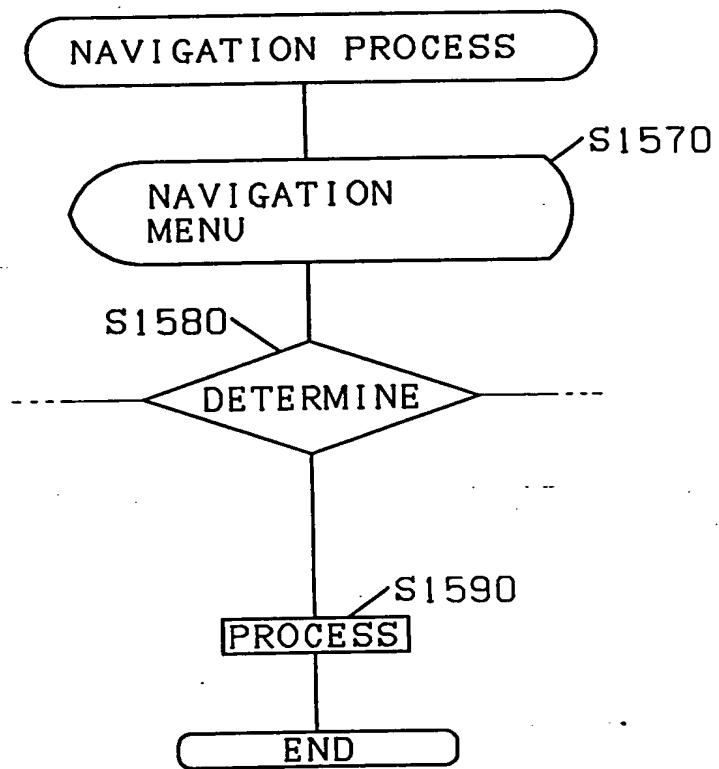 NAVIGATION PROCESS
S1570
NAVIGATION
MENU
S1580
DETERMINE
S1590
PROCESS
END